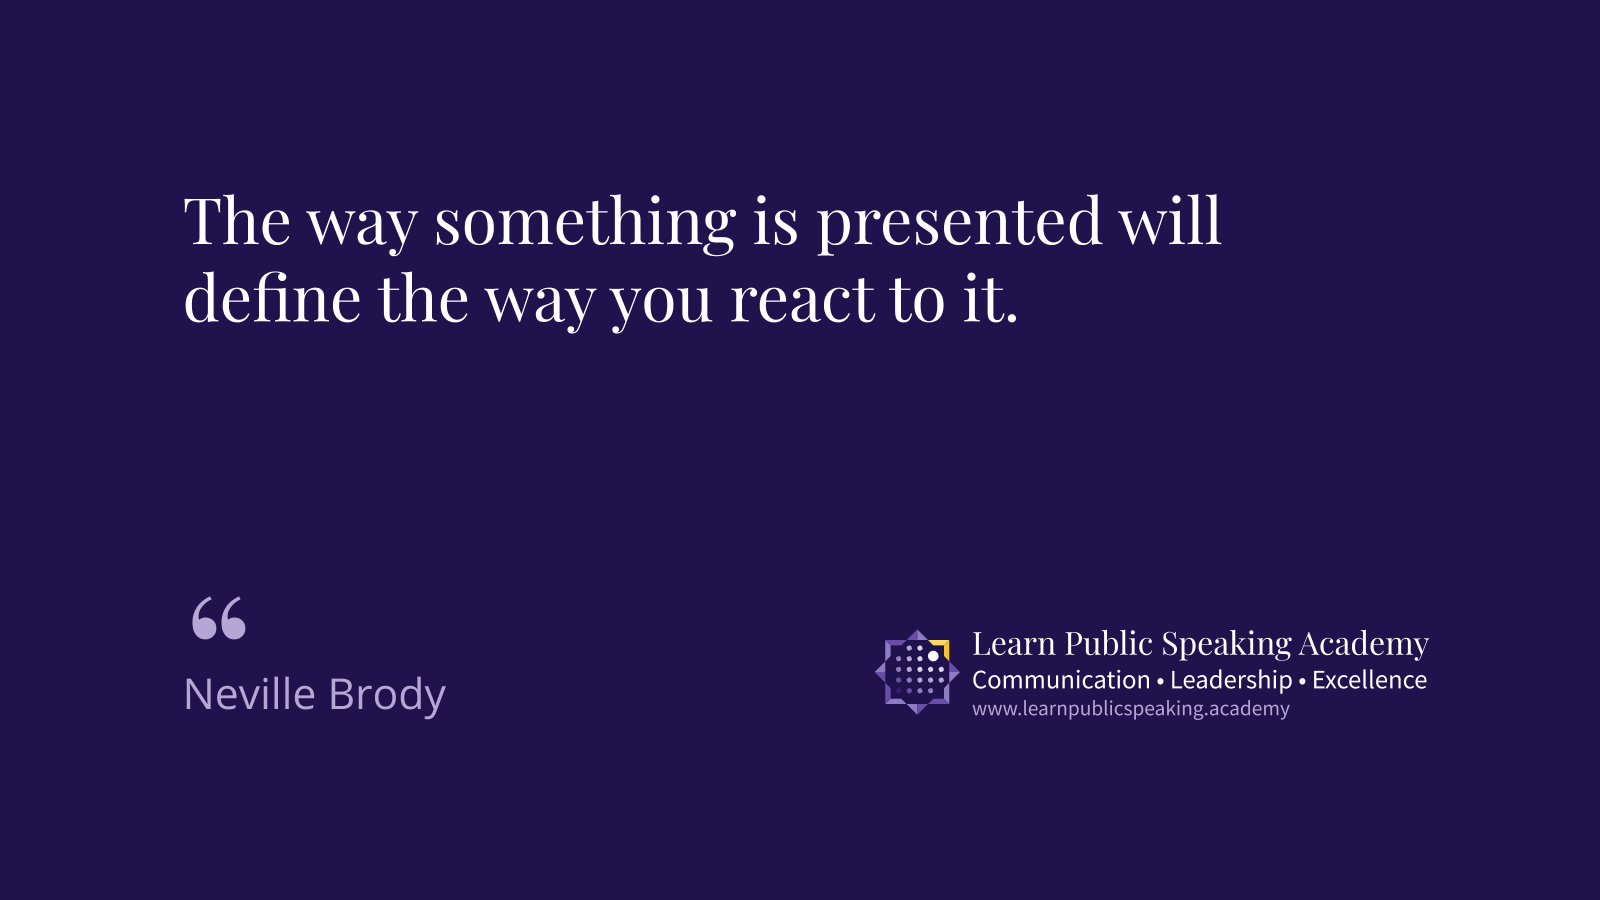 The way something is presented will
define the way you react to it.
“
Neville Brody
Learn Public Speaking Academy
Communication • Leadership • Excellence
www.learnpublicspeaking.academy